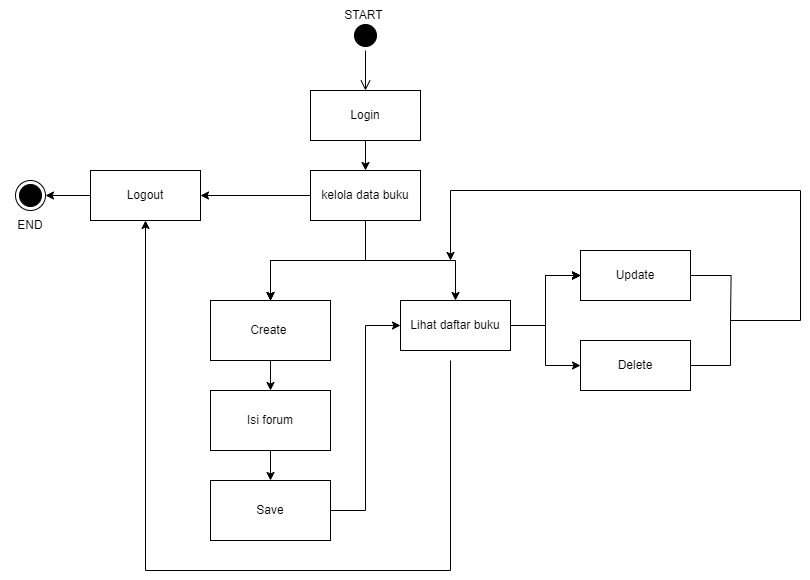 START
Login
kelola data buku
Logout
END
Create
Lihat daftar buku
Update
Delete
Isi forum
Save